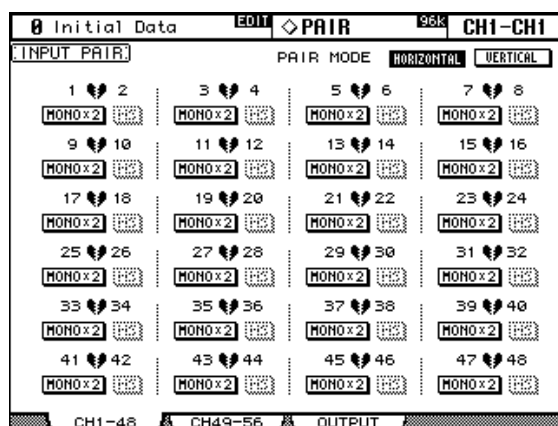 0 Initial Data EDIT ◇PAIR 96k CH1-CH1
INPUT PAIR PAIR MODE HORIZONTAL VERTICAL
1 2 3 4 5 6 7 8
MONO×2 MONO×2 MONO×2 MONO×2
9 10 11 12 13 14 15 16
MONO×2 MONO×2 MONO×2 MONO×2
17 18 19 20 21 22 23 24
MONO×2 MONO×2 MONO×2 MONO×2
25 26 27 28 29 30 31 32
MONO×2 MONO×2 MONO×2 MONO×2
33 34 35 36 37 38 39 40
MONO×2 MONO×2 MONO×2 MONO×2
41 42 43 44 45 46 47 48
MONO×2 MONO×2 MONO×2 MONO×2
CH1-48 CH49-56 OUTPUT